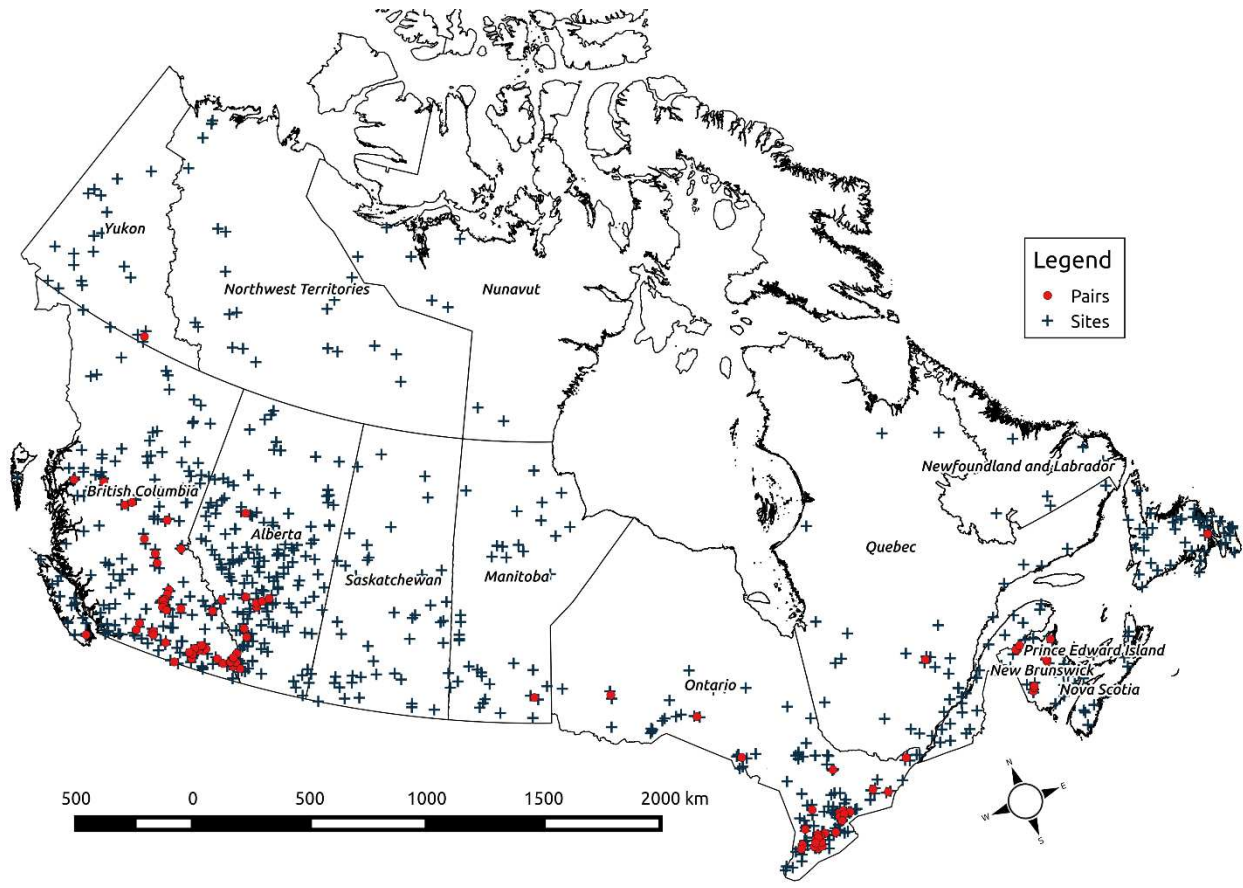 Yukon
Northwest Territories
Nunavut
Legend
Pairs
Sites
British Columbia
Alberta
Saskatchewan
Manitoba
Ontario
Quebec
Newfoundland and Labrador
Prince Edward Island
New Brunswick
Nova Scotia
500 0 500 1000 1500 2000 km
N
E
W
S